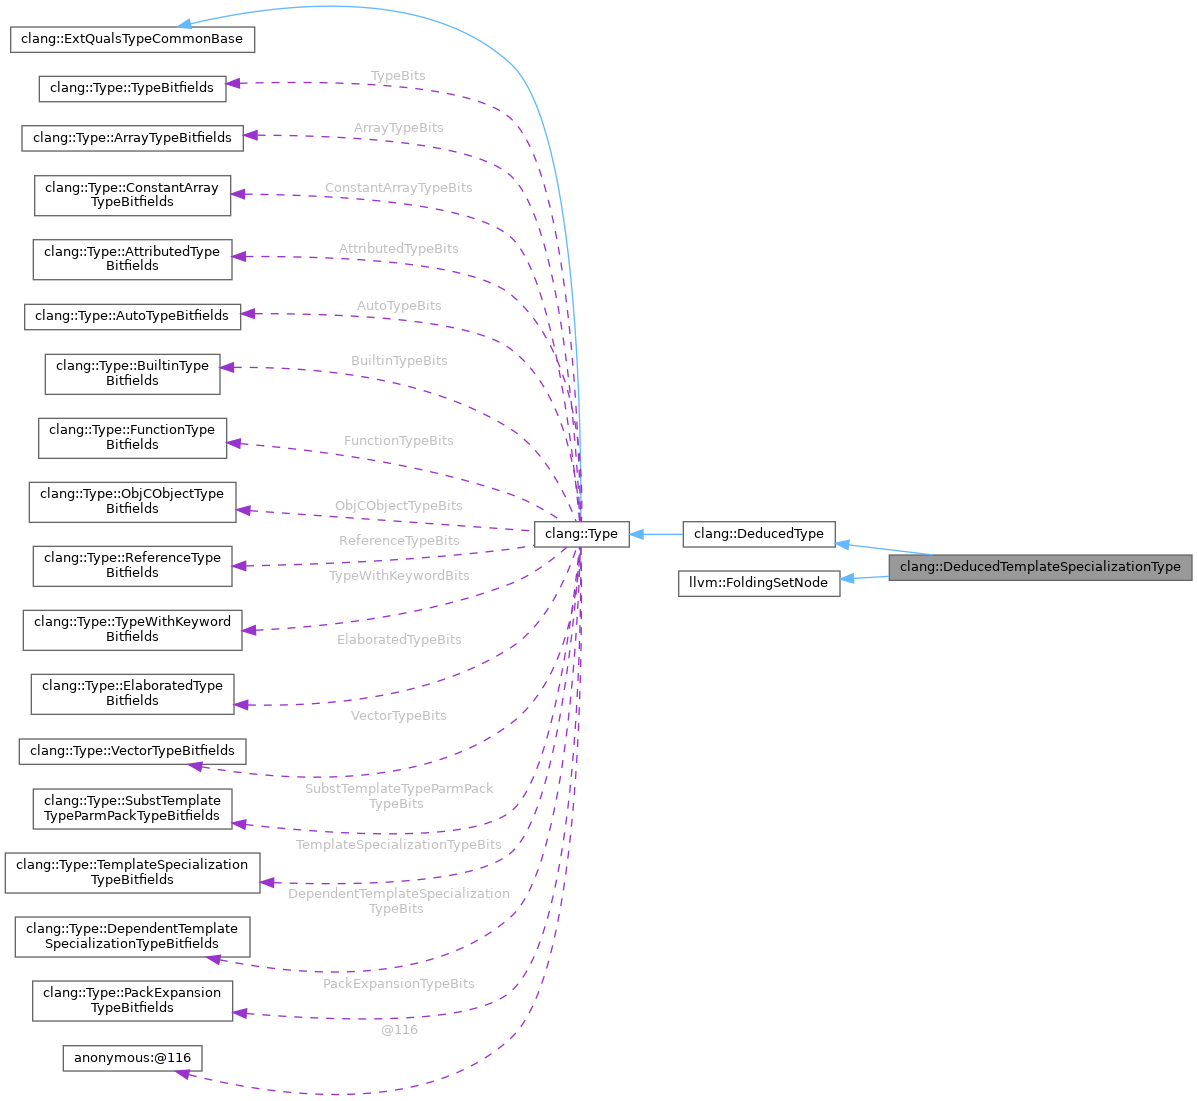 clang::ExtQualsTypeCommonBase
TypeBits
clang::Type::TypeBitfields
ArrayTypeBits
clang::Type::ArrayTypeBitfields
ConstantArrayTypeBits
clang::Type::ConstantArray
TypeBitfields
AttributedTypeBits
clang::Type::AttributedType
Bitfields
AutoTypeBits
clang::Type::AutoTypeBitfields
BuiltinTypeBits
clang::Type::BuiltinType
Bitfields
FunctionTypeBits
clang::Type::FunctionType
Bitfields
ObjCObjectTypeBits
clang::Type::ObjCObjectType
Bitfields
clang::Type
clang::DeducedType
ReferenceTypeBits
clang::Type::ReferenceType
Bitfields
clang::DeducedTemplateSpecializationType
TypeWithKeywordBits
llvm::FoldingSetNode
clang::Type::TypeWithKeyword
Bitfields
ElaboratedTypeBits
clang::Type::ElaboratedType
Bitfields
VectorTypeBits
clang::Type::VectorTypeBitfields
SubstTemplateTypeParmPack
TypeBits
clang::Type::SubstTemplate
TypeParmPackTypeBitfields
TemplateSpecializationTypeBits
clang::Type::TemplateSpecialization
TypeBitfields
DependentTemplateSpecialization
TypeBits
clang::Type::DependentTemplate
SpecializationTypeBitfields
PackExpansionTypeBits
clang::Type::PackExpansion
TypeBitfields
@116
anonymous:@116